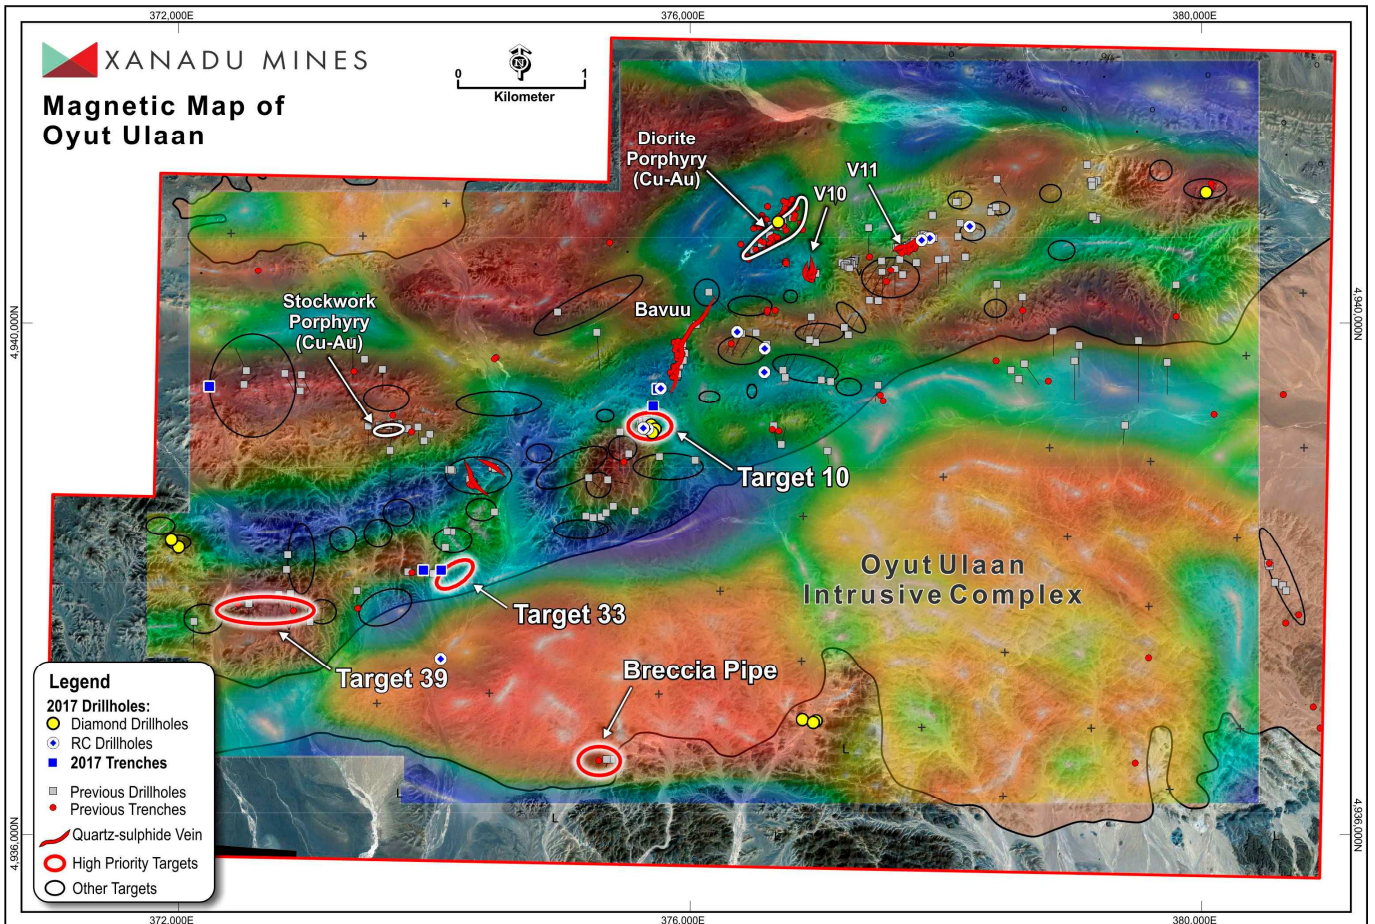 372,000E
376,000E
380,000E
XANADU MINES
Magnetic Map of
Oyut Ulaan
N
0
1
Kilometer
Diorite
Porphyry
(Cu-Au)
V11
V10
Bavuu
Stockwork
Porphyry
(Cu-Au)
4,940,000N
4,940,000N
Target 10
Oyut Ulaan
Intrusive Complex
Target 33
Target 39
Breccia Pipe
L
L
L
L
L
L
Legend
2017 Drillholes:
Diamond Drillholes
RC Drillholes
2017 Trenches
Previous Drillholes
Previous Trenches
Quartz-sulphide Vein
High Priority Targets
Other Targets
4,936,000N
4,936,000N
372,000E
376,000E
380,000E